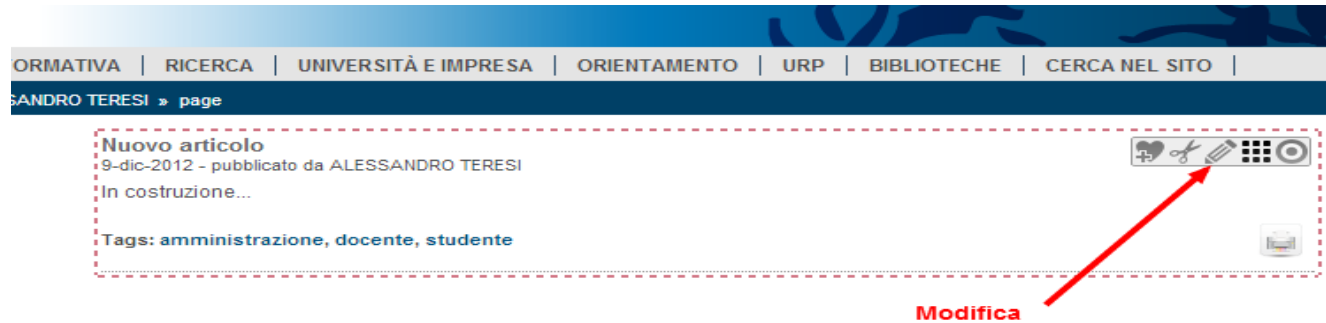 ORMATIVA | RICERCA | UNIVERSITÀ E IMPRESA | ORIENTAMENTO | URP | BIBLIOTECHE | CERCA NEL SITO |
SANDRO TERESI » page
Nuovo articolo
9-dic-2012 - pubblicato da ALESSANDRO TERESI
In costruzione...
Tags: amministrazione, docente, studente
Modifica